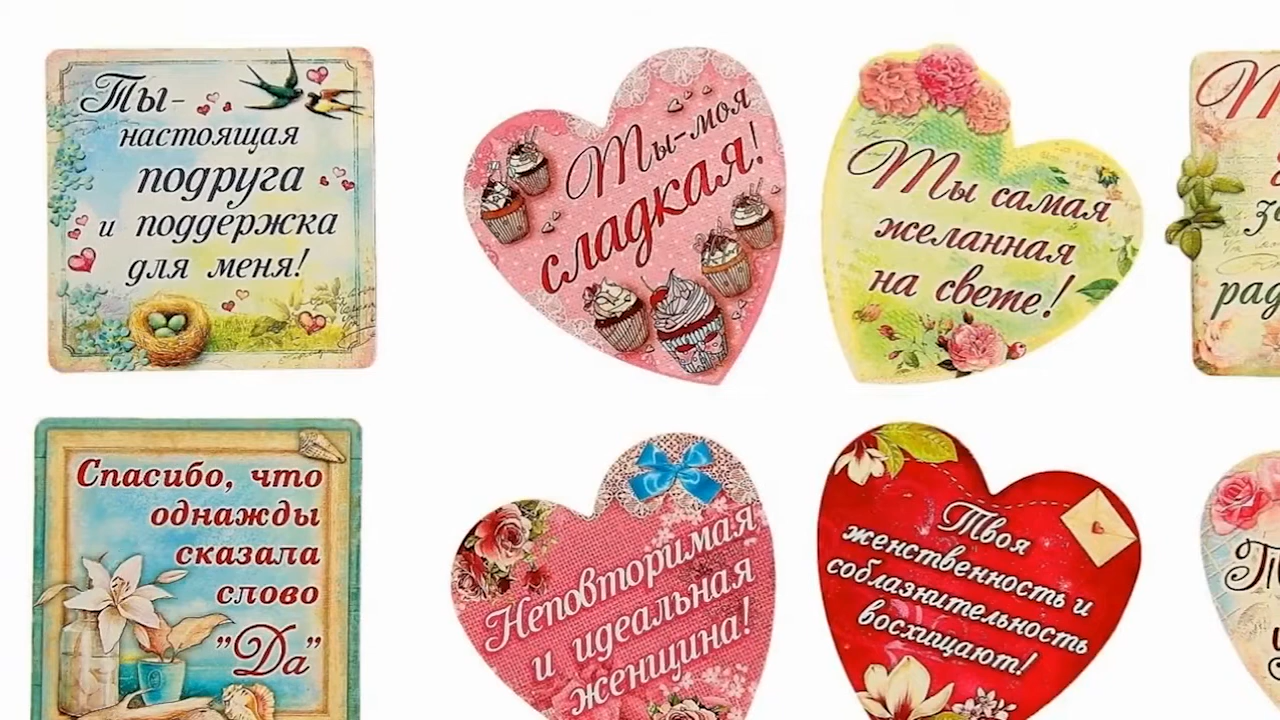 Ты-
настоящая
подруга
и поддержка
для меня!
Ты-моя
сладкая!
Ты самая
желанная
на свете!
Спасибо, что
однажды
сказала
слово
"Да"
Неповторимая
и идеальная
женщина!
Твоя
женственность и
соблазнительность
восхищают!